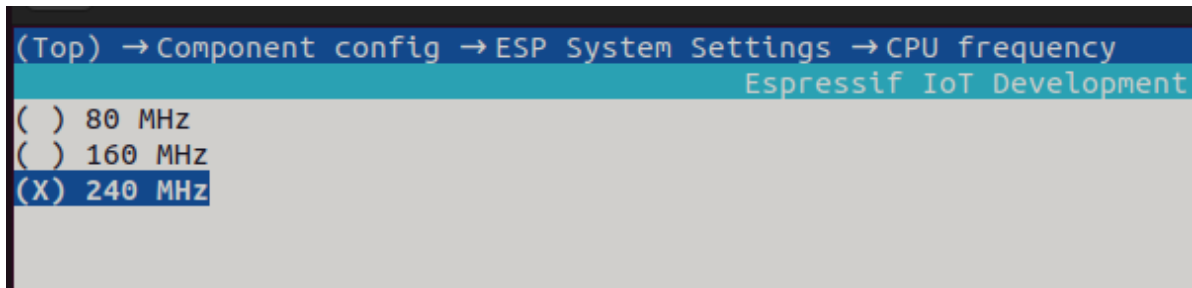 (Top) → Component config → ESP System Settings → CPU frequency
Espressif IoT Development
( ) 80 MHz
( ) 160 MHz
(X) 240 MHz